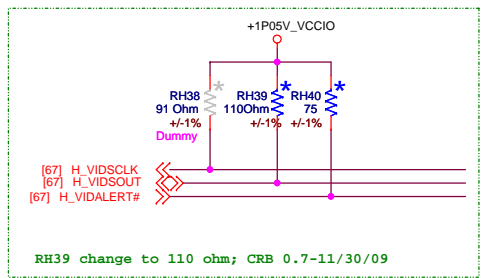 +1P05V_VCCIO
RH38 * RH39 * RH40 *
91 Ohm 110Ohm 75
+/-1% +/-1% +/-1%
Dummy
[67] H_VIDSCLK
[67] H_VIDSOUT
[67] H_VIDALERT#
RH39 change to 110 ohm; CRB 0.7-11/30/09